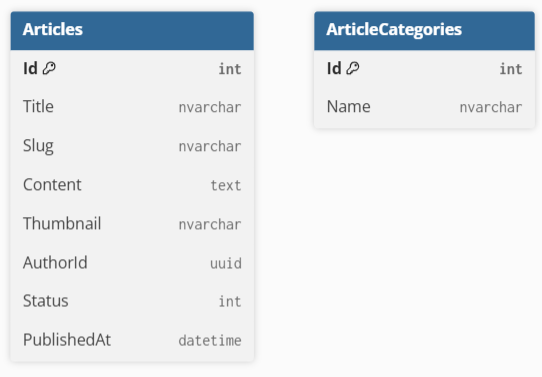 Articles
Id int
Title nvarchar
Slug nvarchar
Content text
Thumbnail nvarchar
AuthorId uuid
Status int
PublishedAt datetime
ArticleCategories
Id int
Name nvarchar